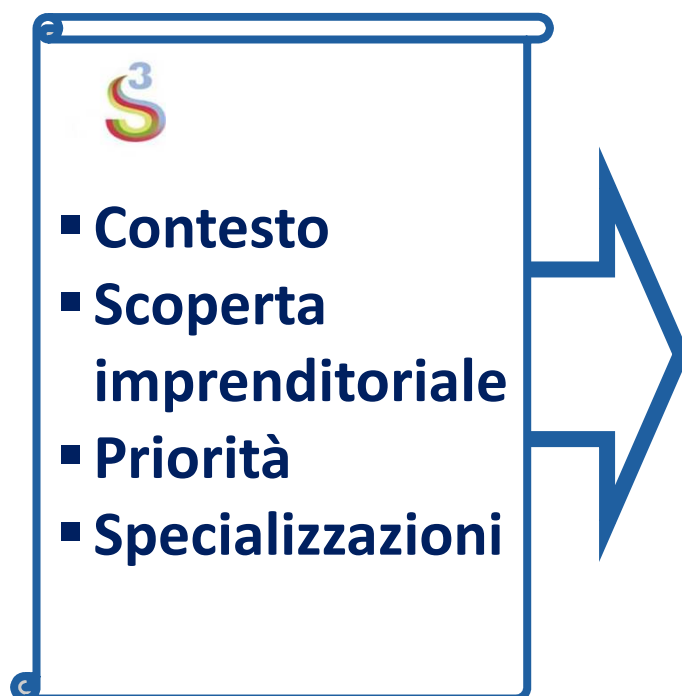 S3
▪ Contesto
▪ Scoperta
imprenditoriale
▪ Priorità
▪ Specializzazioni